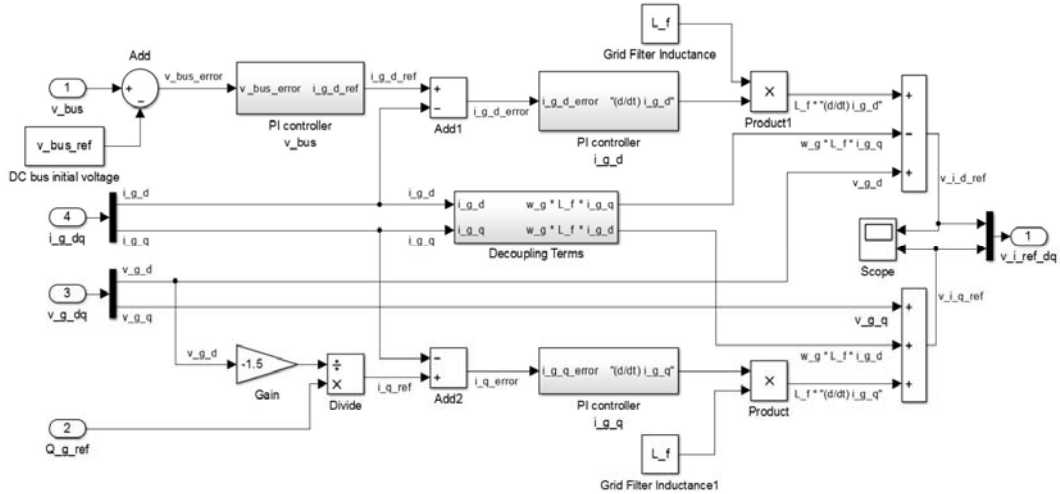 L_f
Grid Filter Inductance
Add
1
v_bus
+
−
v_bus_error
v_bus_error i_g_d_ref
PI controller
v_bus
i_g_d_ref
+
−
Add1
i_g_d_error
i_g_d_error "(d/dt) i_g_d"
PI controller
i_g_d
×
Product1
L_f * "(d/dt) i_g_d"
w_g * L_f * i_g_q
v_g_d
+
−
+
v_i_d_ref
v_bus_ref
DC bus initial voltage
4
i_g_dq
i_g_d
i_g_q
i_g_d
i_g_q
i_g_d w_g * L_f * i_g_q
i_g_q w_g * L_f * i_g_d
Decoupling Terms
Scope
1
v_i_ref_dq
3
v_g_dq
v_g_d
v_g_q
v_i_q_ref
v_g_q
w_g * L_f * i_g_d
L_f * "(d/dt) i_g_q"
+
+
+
v_g_d
-1.5
Gain
÷
×
Divide
i_q_ref
−
+
Add2
i_q_error
i_g_q_error "(d/dt) i_g_q"
PI controller
i_g_q
×
Product
2
Q_g_ref
L_f
Grid Filter Inductance1